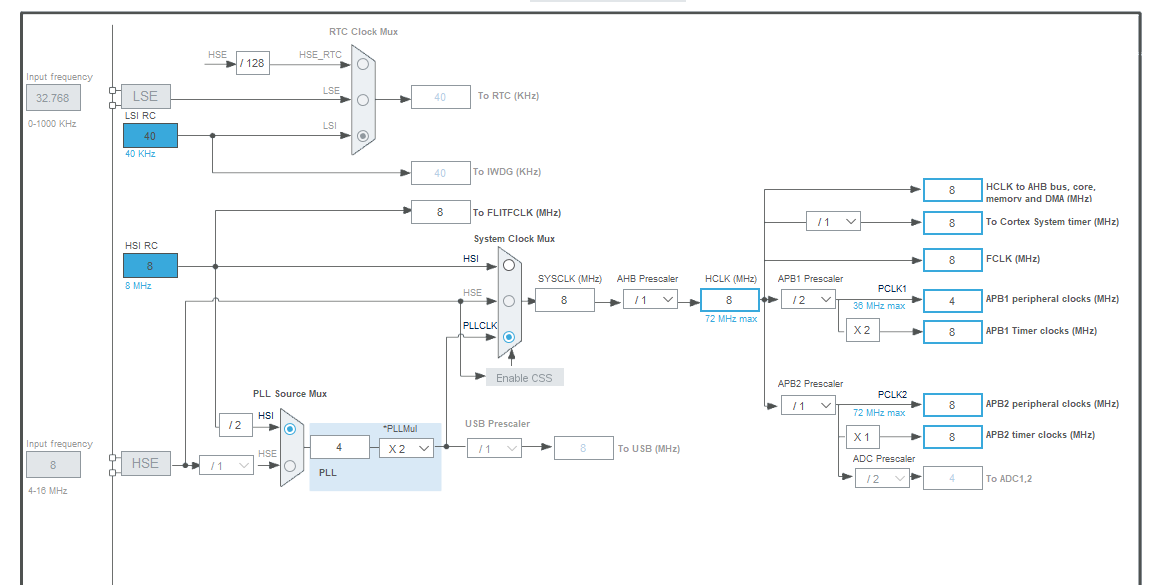 RTC Clock Mux
HSE
/ 128
HSE_RTC
Input frequency
32.768
0-1000 KHz
LSE
LSE
40
To RTC (KHz)
LSI RC
40
40 KHz
LSI
40
To IWDG (KHz)
8
To FLITFCLK (MHz)
HSI RC
8
8 MHz
System Clock Mux
HSI
HSE
PLLCLK
SYSCLK (MHz)
8
AHB Prescaler
/ 1
HCLK (MHz)
8
72 MHz max
Enable CSS
8
HCLK to AHB bus, core,
memory and DMA (MHz)
/ 1
8
To Cortex System timer (MHz)
8
FCLK (MHz)
APB1 Prescaler
/ 2
PCLK1
36 MHz max
4
APB1 peripheral clocks (MHz)
X 2
8
APB1 Timer clocks (MHz)
APB2 Prescaler
/ 1
PCLK2
72 MHz max
8
APB2 peripheral clocks (MHz)
X 1
8
APB2 timer clocks (MHz)
ADC Prescaler
/ 2
4
To ADC1,2
PLL Source Mux
/ 2
HSI
Input frequency
8
4-16 MHz
HSE
/ 1
HSE
4
*PLLMul
X 2
PLL
USB Prescaler
/ 1
8
To USB (MHz)